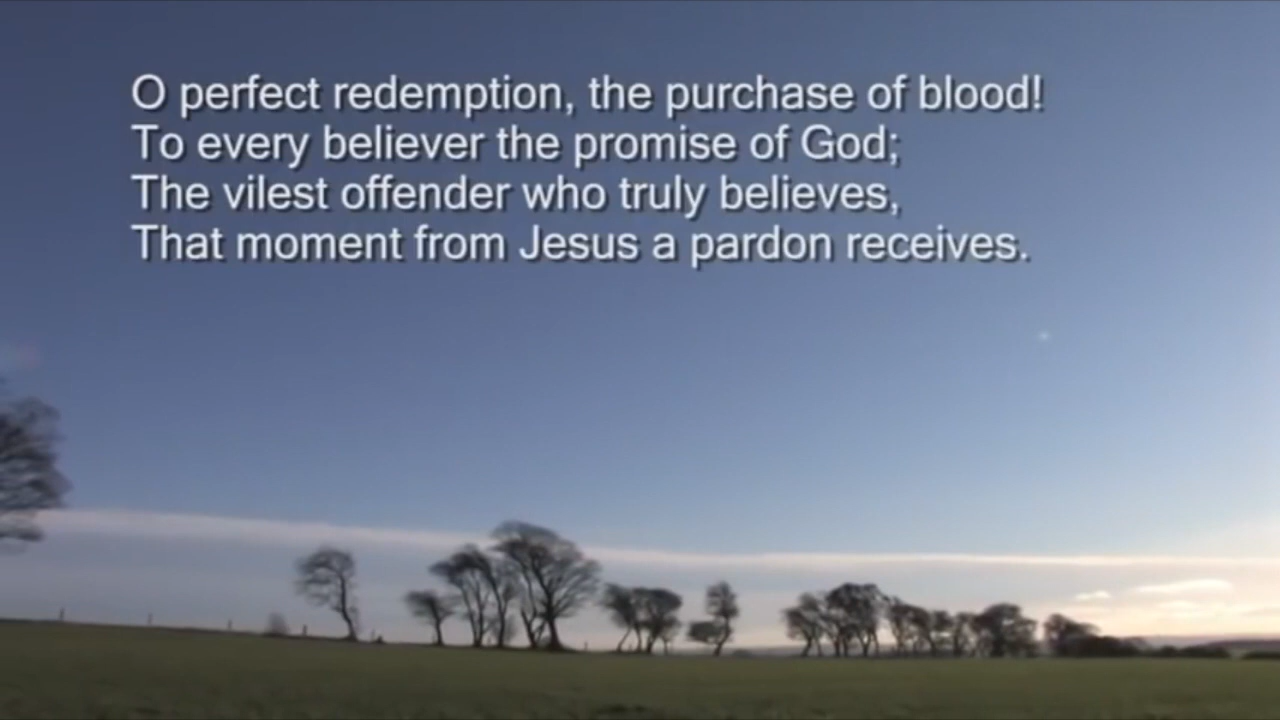 O perfect redemption, the purchase of blood!
To every believer the promise of God;
The vilest offender who truly believes,
That moment from Jesus a pardon receives.